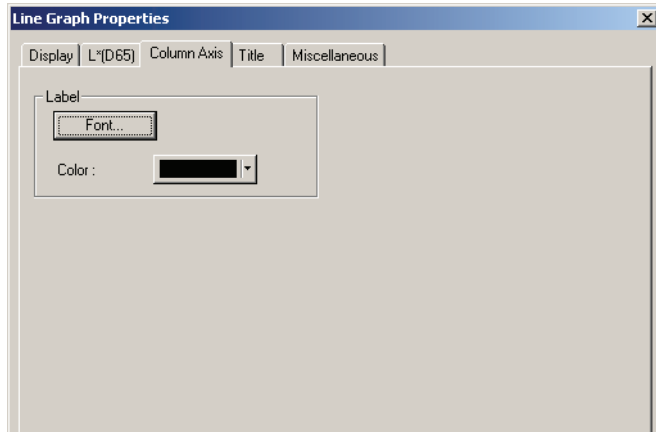 Line Graph Properties
Display L*(D65) Column Axis Title Miscellaneous
Label
Font...
Color :